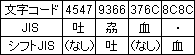 文字コード 4547 9366 376C 8C8C
JIS 吐 茘 血 ・
シフトJIS (なし) 吐 (なし) 血